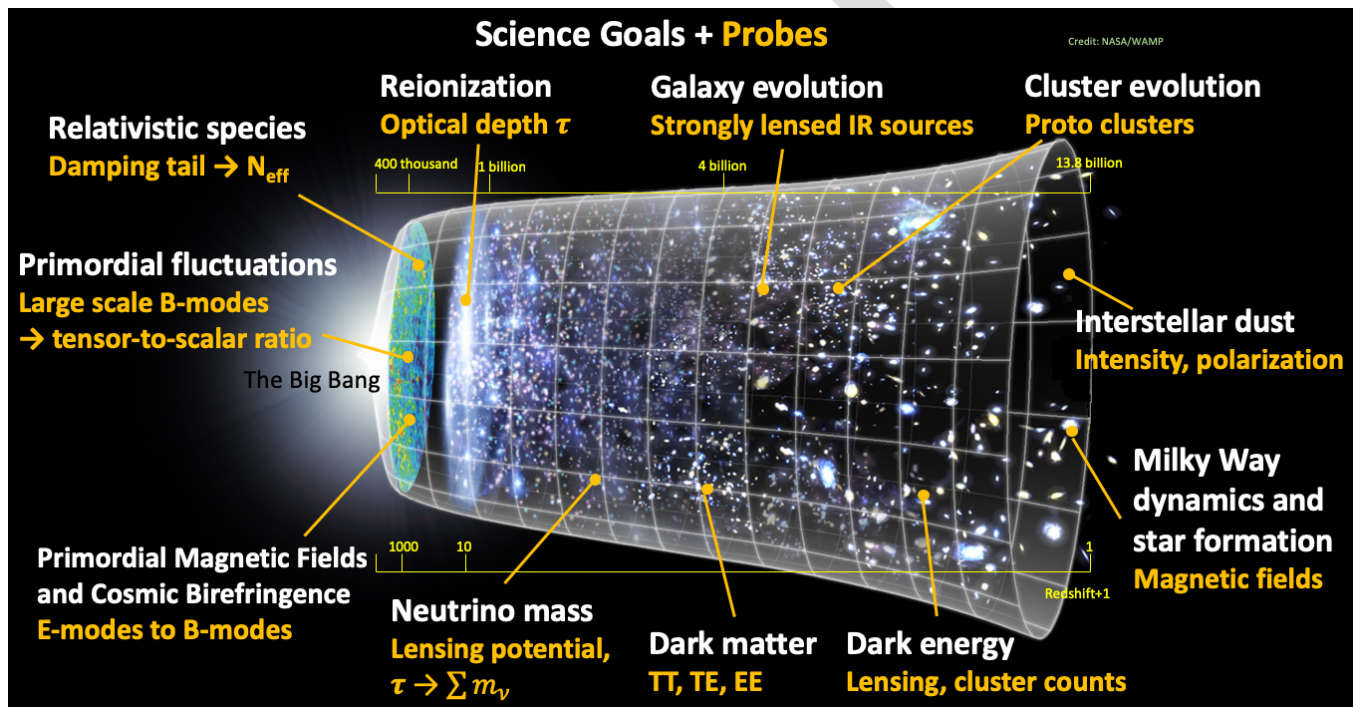 Science Goals + Probes
Credit: NASA/WAMP
Relativistic species
Damping tail → N_eff
Reionization
Optical depth τ
Galaxy evolution
Strongly lensed IR sources
Cluster evolution
Proto clusters
400 thousand
1 billion
4 billion
13.8 billion
Primordial fluctuations
Large scale B-modes
→ tensor-to-scalar ratio
The Big Bang
Interstellar dust
Intensity, polarization
Milky Way
dynamics and
star formation
Magnetic fields
Primordial Magnetic Fields
and Cosmic Birefringence
E-modes to B-modes
1000
10
1
Redshift+1
Neutrino mass
Lensing potential,
τ → ∑ m_ν
Dark matter
TT, TE, EE
Dark energy
Lensing, cluster counts